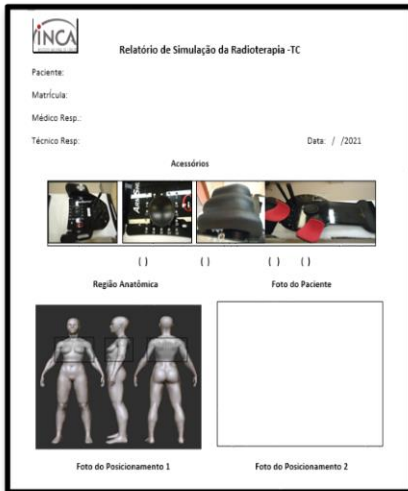 INCA
Relatório de Simulação da Radioterapia -TC
Paciente:
Matrícula:
Médico Resp.:
Técnico Resp: Data: / /2021
Acessórios
( ) ( ) ( ) ( )
Região Anatômica Foto do Paciente
Foto do Posicionamento 1 Foto do Posicionamento 2